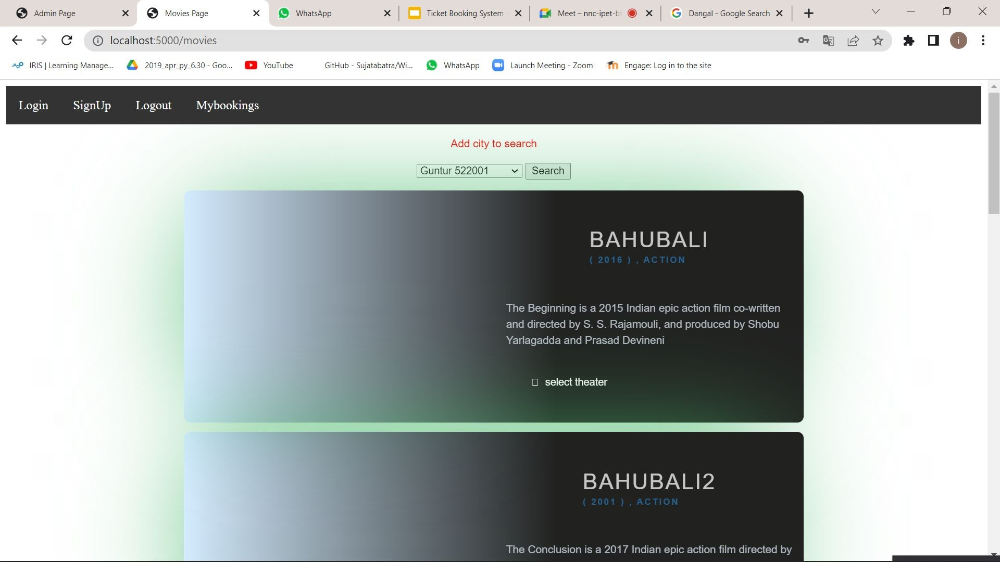 Admin Page
Movies Page
WhatsApp
Ticket Booking System -
Meet – nnc-ipet-bf
Dangal - Google Search
localhost:5000/movies
i
IRIS | Learning Manage...
2019_apr_py_6.30 - Goo...
YouTube
GitHub - Sujatabatra/Wi...
WhatsApp
Launch Meeting - Zoom
Engage: Log in to the site
Login
SignUp
Logout
Mybookings
Add city to search
Guntur 522001
Search
BAHUBALI
( 2016 ) , ACTION
The Beginning is a 2015 Indian epic action film co-written
and directed by S. S. Rajamouli, and produced by Shobu
Yarlagadda and Prasad Devineni
select theater
BAHUBALI2
( 2001 ) , ACTION
The Conclusion is a 2017 Indian epic action film directed by